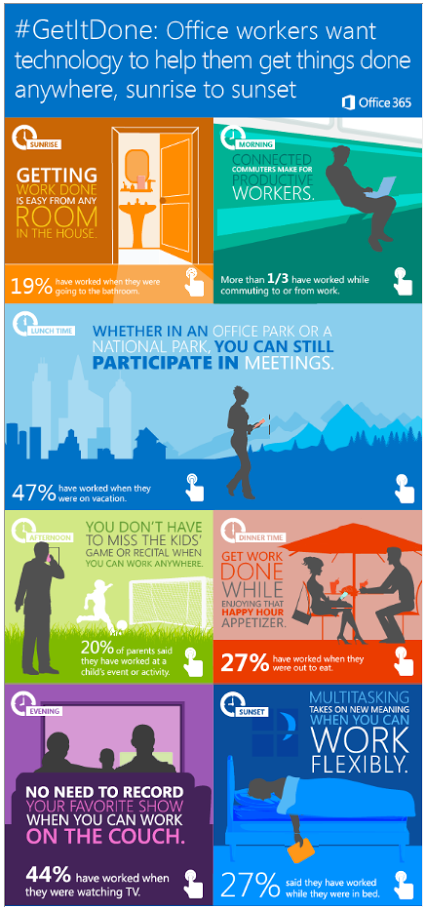 #GetItDone: Office workers want
technology to help them get things done
anywhere, sunrise to sunset
Office 365
SUNRISE
GETTING
WORK DONE
IS EASY FROM ANY
ROOM
IN THE HOUSE.
19% have worked when they were
going to the bathroom.
MORNING
CONNECTED
COMMUTERS MAKE FOR
PRODUCTIVE
WORKERS.
More than 1/3 have worked while
commuting to or from work.
LUNCH TIME
WHETHER IN AN OFFICE PARK OR A
NATIONAL PARK, YOU CAN STILL
PARTICIPATE IN MEETINGS.
47% have worked when they
were on vacation.
AFTERNOON
YOU DON'T HAVE
TO MISS THE KIDS'
GAME OR RECITAL WHEN
YOU CAN WORK ANYWHERE.
20% of parents said
they have worked at a
child's event or activity.
DINNER TIME
GET WORK
DONE
WHILE
ENJOYING THAT
HAPPY HOUR
APPETIZER.
27% have worked when they
were out to eat.
EVENING
NO NEED TO RECORD
YOUR FAVORITE SHOW
WHEN YOU CAN WORK
ON THE COUCH.
44% have worked when
they were watching TV.
SUNSET
MULTITASKING
TAKES ON NEW MEANING
WHEN YOU CAN
WORK
FLEXIBLY.
27% said they have worked
while they were in bed.